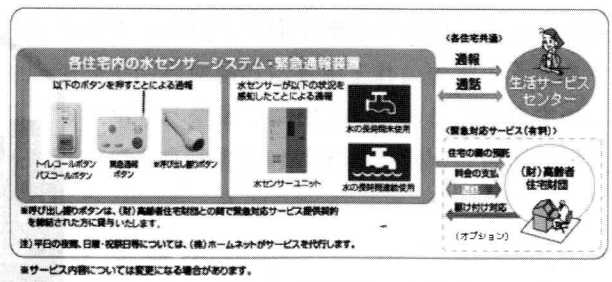 各住宅内の水センサーシステム・緊急通報装置
以下のボタンを押すことによる通報
トイレコールボタン
バスコールボタン
緊急通報
ボタン
※呼び出し握りボタン
水センサーが以下の状況を
感知したことによる通報
水センサーユニット
水の長時間未使用
水の長時間連続使用
〈各住宅共通〉
通報
通話
生活サービス
センター
〈緊急対応サービス(有料)〉
住宅の鍵の預託
料金の支払
駆け付け対応
(財)高齢者
住宅財団
(オプション)
※呼び出し握りボタンは、(財)高齢者住宅財団との間で緊急対応サービス提供契約
を締結された方に貸与いたします。
注)平日の夜間、日曜・祝祭日等については、(株)ホームネットがサービスを代行します。
※サービス内容については変更になる場合があります。